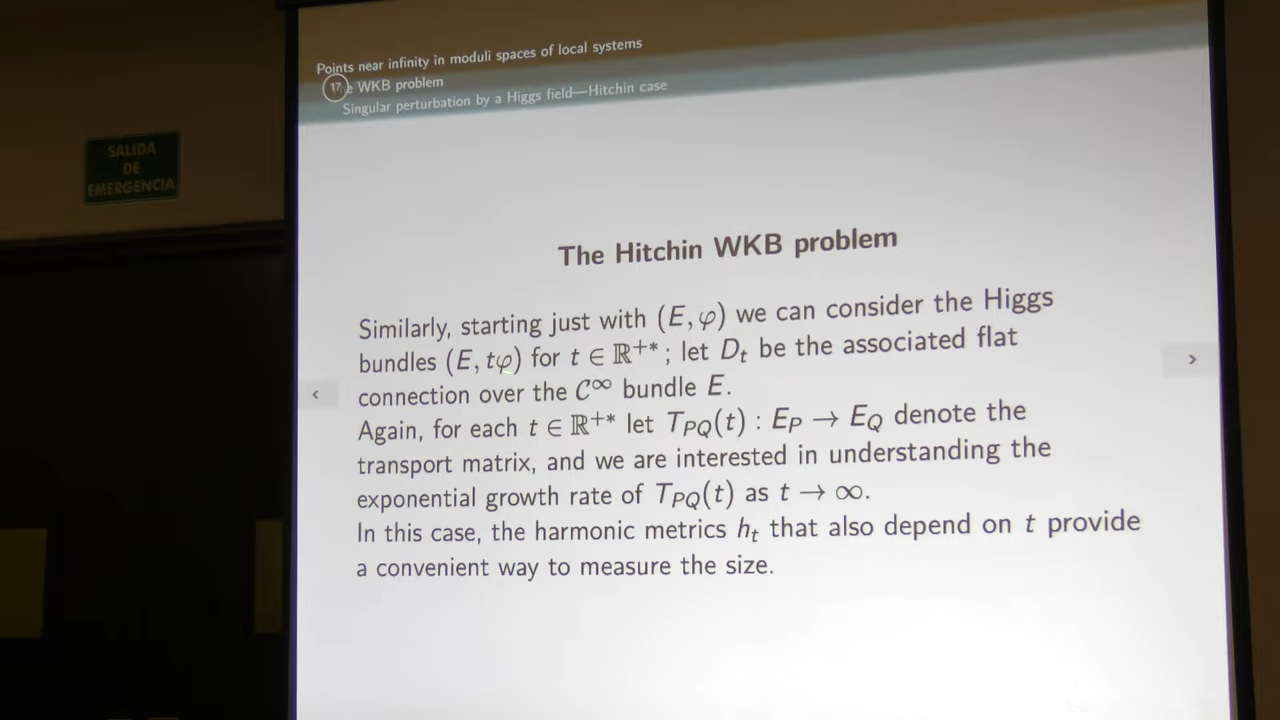 SALIDA
DE
EMERGENCIA
Points near infinity in moduli spaces of local systems
17 e WKB problem
Singular perturbation by a Higgs field—Hitchin case
The Hitchin WKB problem
Similarly, starting just with (E, φ) we can consider the Higgs
bundles (E, tφ) for t ∈ ℝ⁺* ; let D_t be the associated flat
connection over the 𝒞^∞ bundle E.
Again, for each t ∈ ℝ⁺* let T_PQ(t) : E_P → E_Q denote the
transport matrix, and we are interested in understanding the
exponential growth rate of T_PQ(t) as t → ∞.
In this case, the harmonic metrics h_t that also depend on t provide
a convenient way to measure the size.